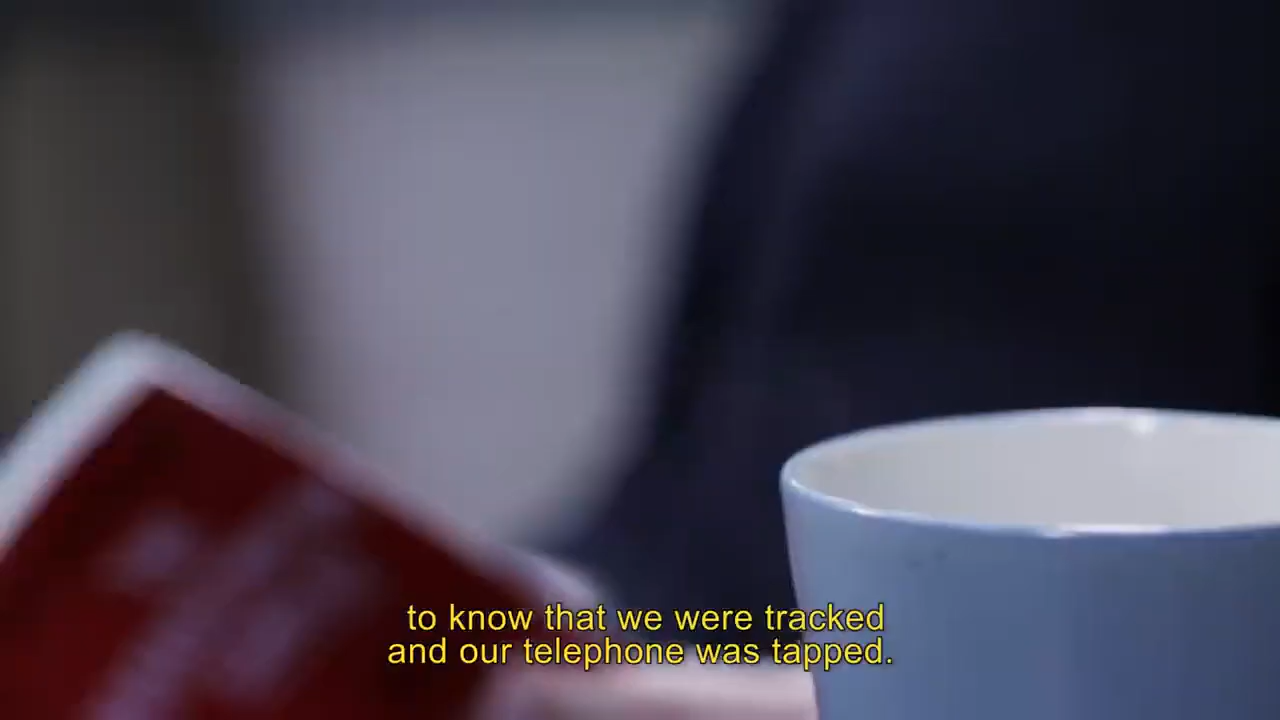 to know that we were tracked
and our telephone was tapped.